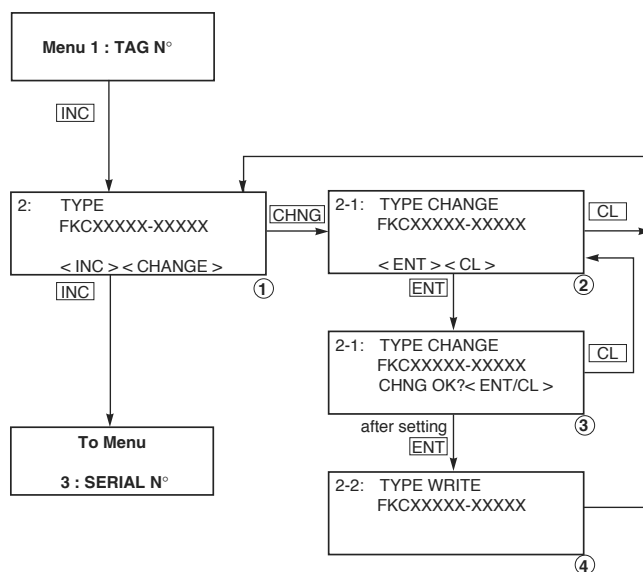 Menu 1 : TAG N°
INC
2: TYPE
FKCXXXXX-XXXXX
< INC > < CHANGE >
1
CHNG
2-1: TYPE CHANGE
FKCXXXXX-XXXXX
< ENT > < CL >
2
CL
INC
ENT
2-1: TYPE CHANGE
FKCXXXXX-XXXXX
CHNG OK?< ENT/CL >
3
CL
after setting
ENT
To Menu
3 : SERIAL N°
2-2: TYPE WRITE
FKCXXXXX-XXXXX
4